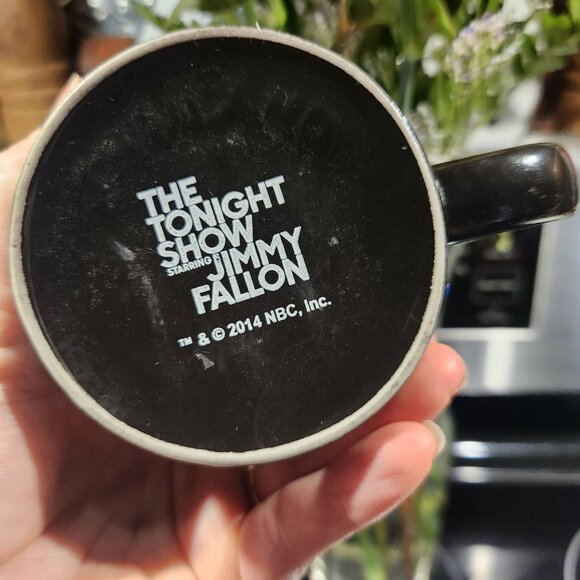 THE
TONIGHT
SHOW
STARRING JIMMY
FALLON
™ & © 2014 NBC, Inc.